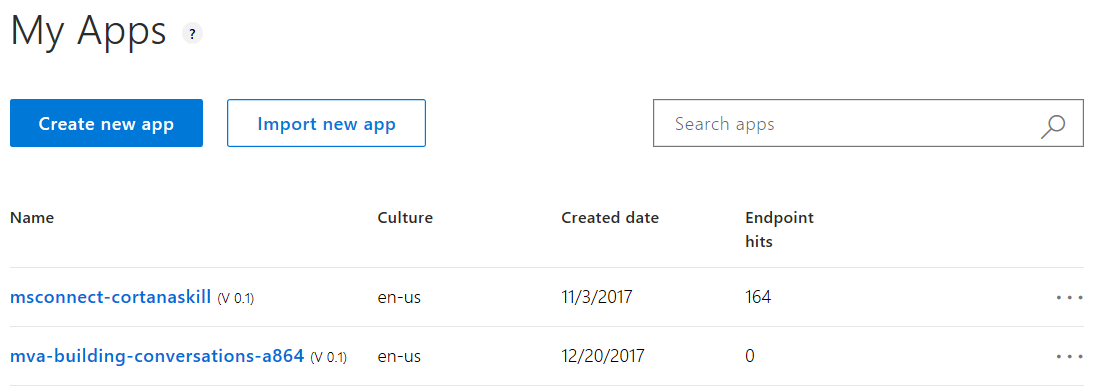 My Apps ?
Create new app Import new app Search apps
Name Culture Created date Endpoint
hits
msconnect-cortanaskill (V 0.1) en-us 11/3/2017 164 ...
mva-building-conversations-a864 (V 0.1) en-us 12/20/2017 0 ...